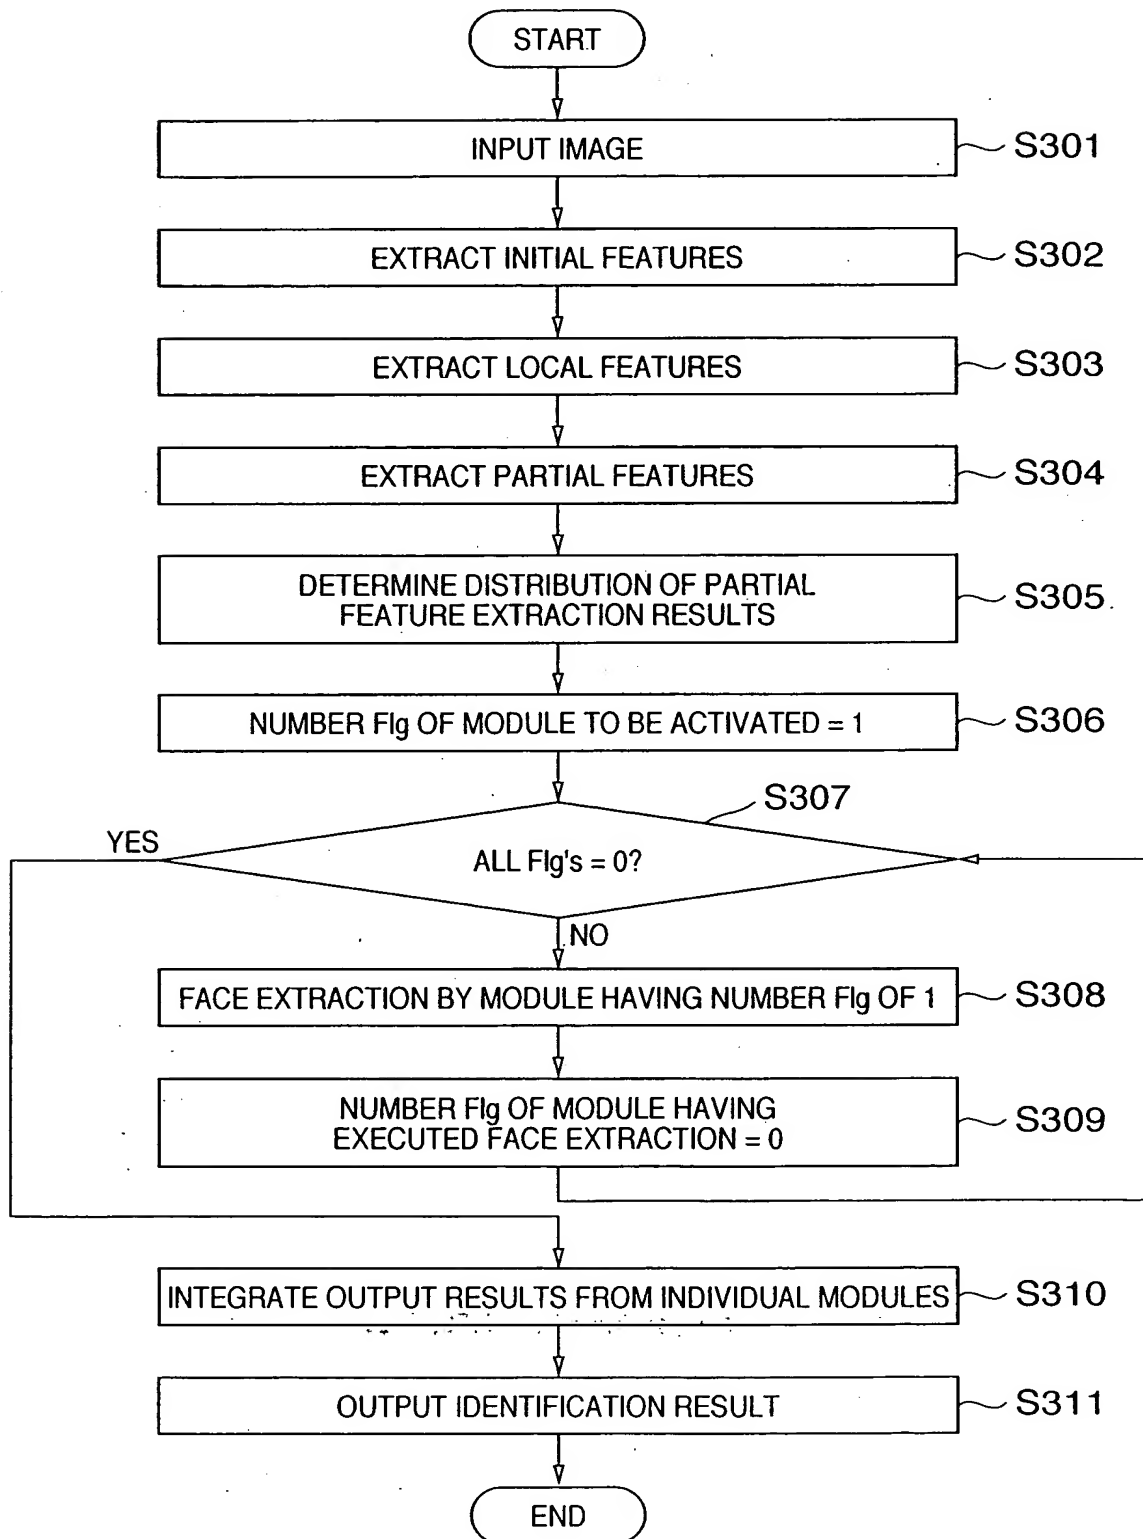 START
INPUT IMAGE
S301
EXTRACT INITIAL FEATURES
S302
EXTRACT LOCAL FEATURES
S303
EXTRACT PARTIAL FEATURES
S304
DETERMINE DISTRIBUTION OF PARTIAL
FEATURE EXTRACTION RESULTS
S305
NUMBER Flg OF MODULE TO BE ACTIVATED = 1
S306
S307
YES
ALL Flg's = 0?
NO
FACE EXTRACTION BY MODULE HAVING NUMBER Flg OF 1
S308
NUMBER Flg OF MODULE HAVING
EXECUTED FACE EXTRACTION = 0
S309
INTEGRATE OUTPUT RESULTS FROM INDIVIDUAL MODULES
S310
OUTPUT IDENTIFICATION RESULT
S311
END